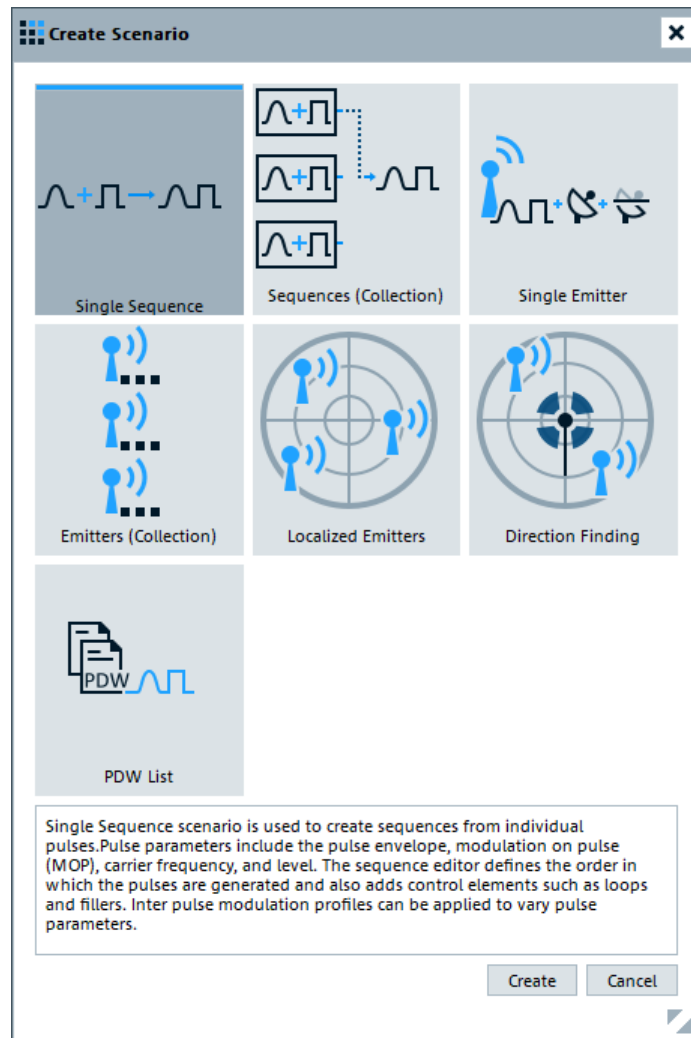 Create Scenario
Single Sequence
Sequences (Collection)
Single Emitter
Emitters (Collection)
Localized Emitters
Direction Finding
PDW
PDW List
Single Sequence scenario is used to create sequences from individual
pulses.Pulse parameters include the pulse envelope, modulation on pulse
(MOP), carrier frequency, and level. The sequence editor defines the order in
which the pulses are generated and also adds control elements such as loops
and fillers. Inter pulse modulation profiles can be applied to vary pulse
parameters.
Create
Cancel